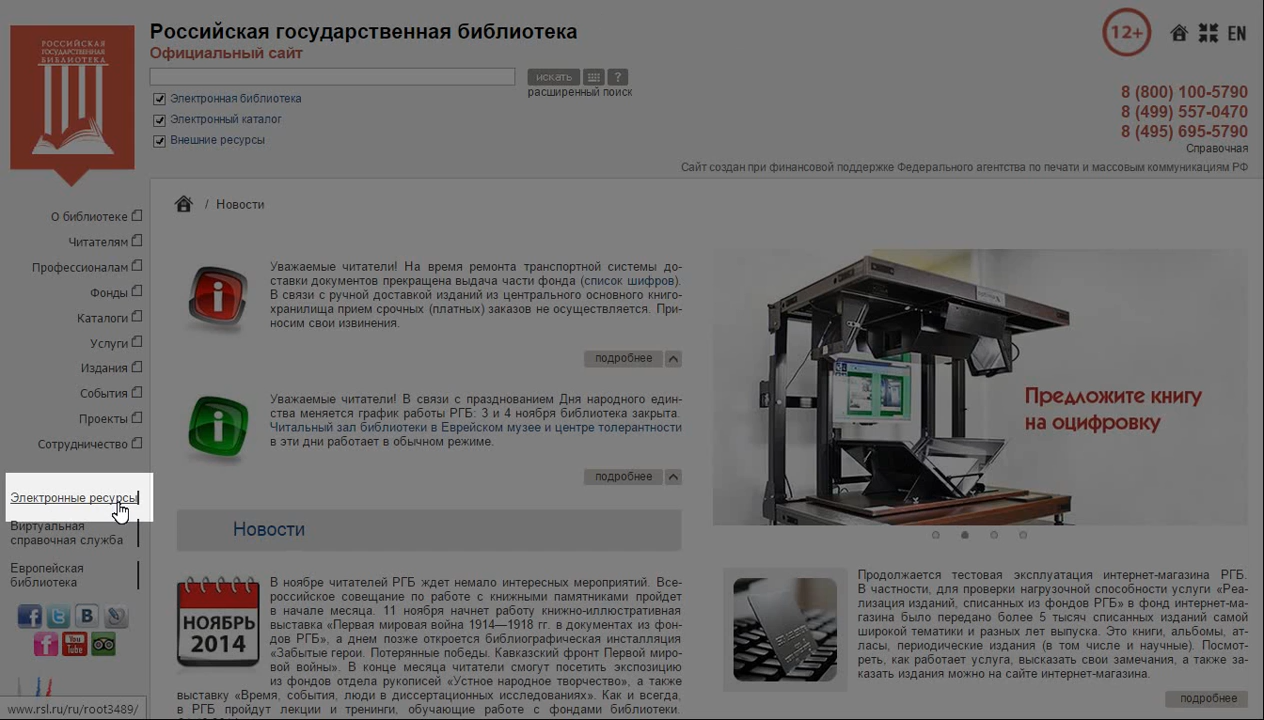 РОССИЙСКАЯ
ГОСУДАРСТВЕННАЯ
БИБЛИОТЕКА
Российская государственная библиотека
Официальный сайт
искать ?
расширенный поиск
Электронная библиотека
Электронный каталог
Внешние ресурсы
12+
EN
8 (800) 100-5790
8 (499) 557-0470
8 (495) 695-5790
Справочная
Сайт создан при финансовой поддержке Федерального агентства по печати и массовым коммуникациям РФ
О библиотеке
Читателям
Профессионалам
Фонды
Каталоги
Услуги
Издания
События
Проекты
Сотрудничество
Электронные ресурсы
Виртуальная
справочная служба
Европейская
библиотека
You
Tube
www.rsl.ru/ru/root3489/
/ Новости
Уважаемые читатели! На время ремонта транспортной системы до-
ставки документов прекращена выдача части фонда (список шифров).
В связи с ручной доставкой изданий из центрального основного книго-
хранилища прием срочных (платных) заказов не осуществляется. При-
носим свои извинения.
подробнее
Уважаемые читатели! В связи с празднованием Дня народного един-
ства меняется график работы РГБ: 3 и 4 ноября библиотека закрыта.
Читальный зал библиотеки в Еврейском музее и центре толерантности
в эти дни работает в обычном режиме.
подробнее
Новости
НОЯБРЬ
2014
В ноябре читателей РГБ ждет немало интересных мероприятий. Все-
российское совещание по работе с книжными памятниками пройдет
в начале месяца. 11 ноября начнет работу книжно-иллюстративная
выставка «Первая мировая война 1914—1918 гг. в документах из фон-
дов РГБ», а днем позже откроется библиографическая инсталляция
«Забытые герои. Потерянные победы. Кавказский фронт Первой миро-
вой войны». В конце месяца читатели смогут посетить экспозицию
из фондов отдела рукописей «Устное народное творчество», а также
выставку «Время, события, люди в диссертационных исследованиях». Как и всегда,
в РГБ пройдут лекции и тренинги, обучающие работе с фондами библиотеки.
Предложите книгу
на оцифровку
Продолжается тестовая эксплуатация интернет-магазина РГБ.
В частности, для проверки нагрузочной способности услуги «Реа-
лизация изданий, списанных из фондов РГБ» в фонд интернет-ма-
газина было передано более 5 тысяч списанных изданий самой
широкой тематики и разных лет выпуска. Это книги, альбомы, ат-
ласы, периодические издания (в том числе и научные). Посмот-
реть, как работает услуга, высказать свои замечания, а также за-
казать издания можно на сайте интернет-магазина.
подробнее